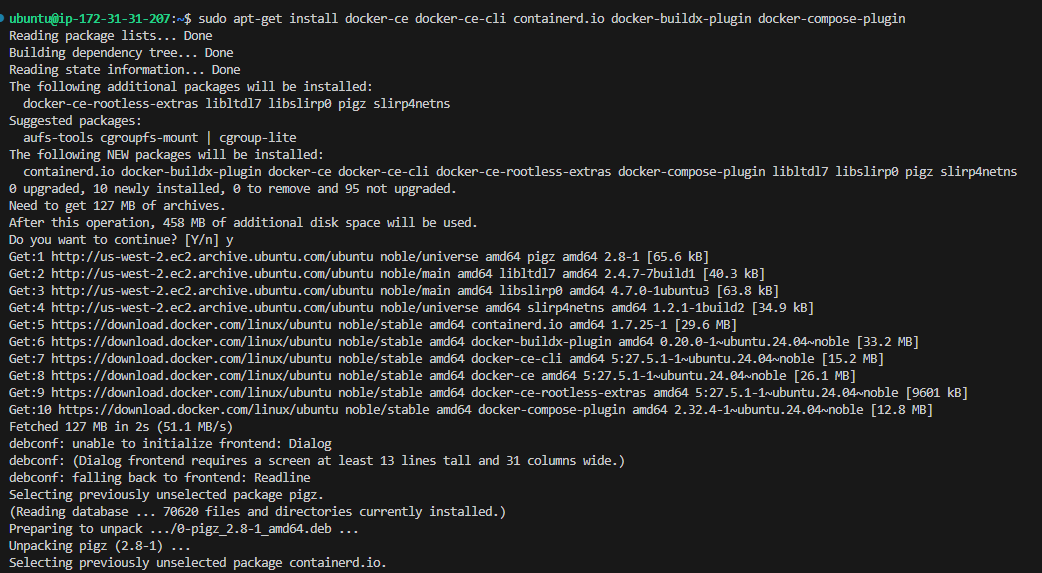 ubuntu@ip-172-31-31-207:~$ sudo apt-get install docker-ce docker-ce-cli containerd.io docker-buildx-plugin docker-compose-plugin
Reading package lists... Done
Building dependency tree... Done
Reading state information... Done
The following additional packages will be installed:
  docker-ce-rootless-extras libltdl7 libslirp0 pigz slirp4netns
Suggested packages:
  aufs-tools cgroupfs-mount | cgroup-lite
The following NEW packages will be installed:
  containerd.io docker-buildx-plugin docker-ce docker-ce-cli docker-ce-rootless-extras docker-compose-plugin libltdl7 libslirp0 pigz slirp4netns
0 upgraded, 10 newly installed, 0 to remove and 95 not upgraded.
Need to get 127 MB of archives.
After this operation, 458 MB of additional disk space will be used.
Do you want to continue? [Y/n] y
Get:1 http://us-west-2.ec2.archive.ubuntu.com/ubuntu noble/universe amd64 pigz amd64 2.8-1 [65.6 kB]
Get:2 http://us-west-2.ec2.archive.ubuntu.com/ubuntu noble/main amd64 libltdl7 amd64 2.4.7-7build1 [40.3 kB]
Get:3 http://us-west-2.ec2.archive.ubuntu.com/ubuntu noble/main amd64 libslirp0 amd64 4.7.0-1ubuntu3 [63.8 kB]
Get:4 http://us-west-2.ec2.archive.ubuntu.com/ubuntu noble/universe amd64 slirp4netns amd64 1.2.1-1build2 [34.9 kB]
Get:5 https://download.docker.com/linux/ubuntu noble/stable amd64 containerd.io amd64 1.7.25-1 [29.6 MB]
Get:6 https://download.docker.com/linux/ubuntu noble/stable amd64 docker-buildx-plugin amd64 0.20.0-1~ubuntu.24.04~noble [33.2 MB]
Get:7 https://download.docker.com/linux/ubuntu noble/stable amd64 docker-ce-cli amd64 5:27.5.1-1~ubuntu.24.04~noble [15.2 MB]
Get:8 https://download.docker.com/linux/ubuntu noble/stable amd64 docker-ce amd64 5:27.5.1-1~ubuntu.24.04~noble [26.1 MB]
Get:9 https://download.docker.com/linux/ubuntu noble/stable amd64 docker-ce-rootless-extras amd64 5:27.5.1-1~ubuntu.24.04~noble [9601 kB]
Get:10 https://download.docker.com/linux/ubuntu noble/stable amd64 docker-compose-plugin amd64 2.32.4-1~ubuntu.24.04~noble [12.8 MB]
Fetched 127 MB in 2s (51.1 MB/s)
debconf: unable to initialize frontend: Dialog
debconf: (Dialog frontend requires a screen at least 13 lines tall and 31 columns wide.)
debconf: falling back to frontend: Readline
Selecting previously unselected package pigz.
(Reading database ... 70620 files and directories currently installed.)
Preparing to unpack .../0-pigz_2.8-1_amd64.deb ...
Unpacking pigz (2.8-1) ...
Selecting previously unselected package containerd.io.